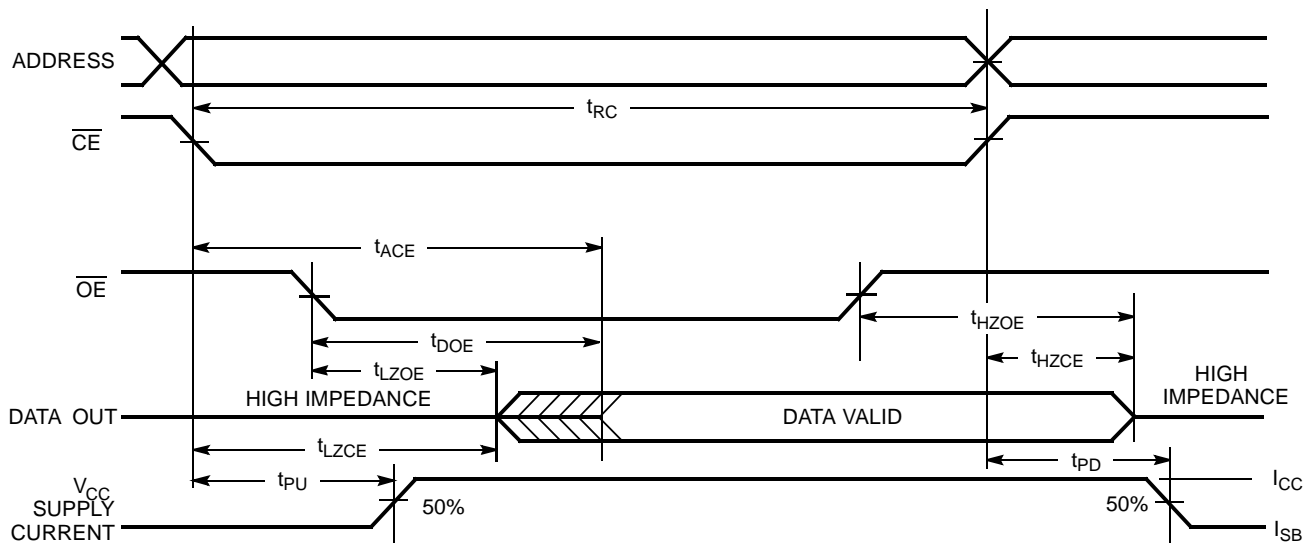 ADDRESS
tRC
CE
tACE
OE
tHZOE
tDOE
tHZCE
tLZOE
HIGH IMPEDANCE
HIGH
IMPEDANCE
DATA OUT
DATA VALID
tLZCE
tPD
tPU
VCC
SUPPLY
CURRENT
50%
50%
ICC
ISB